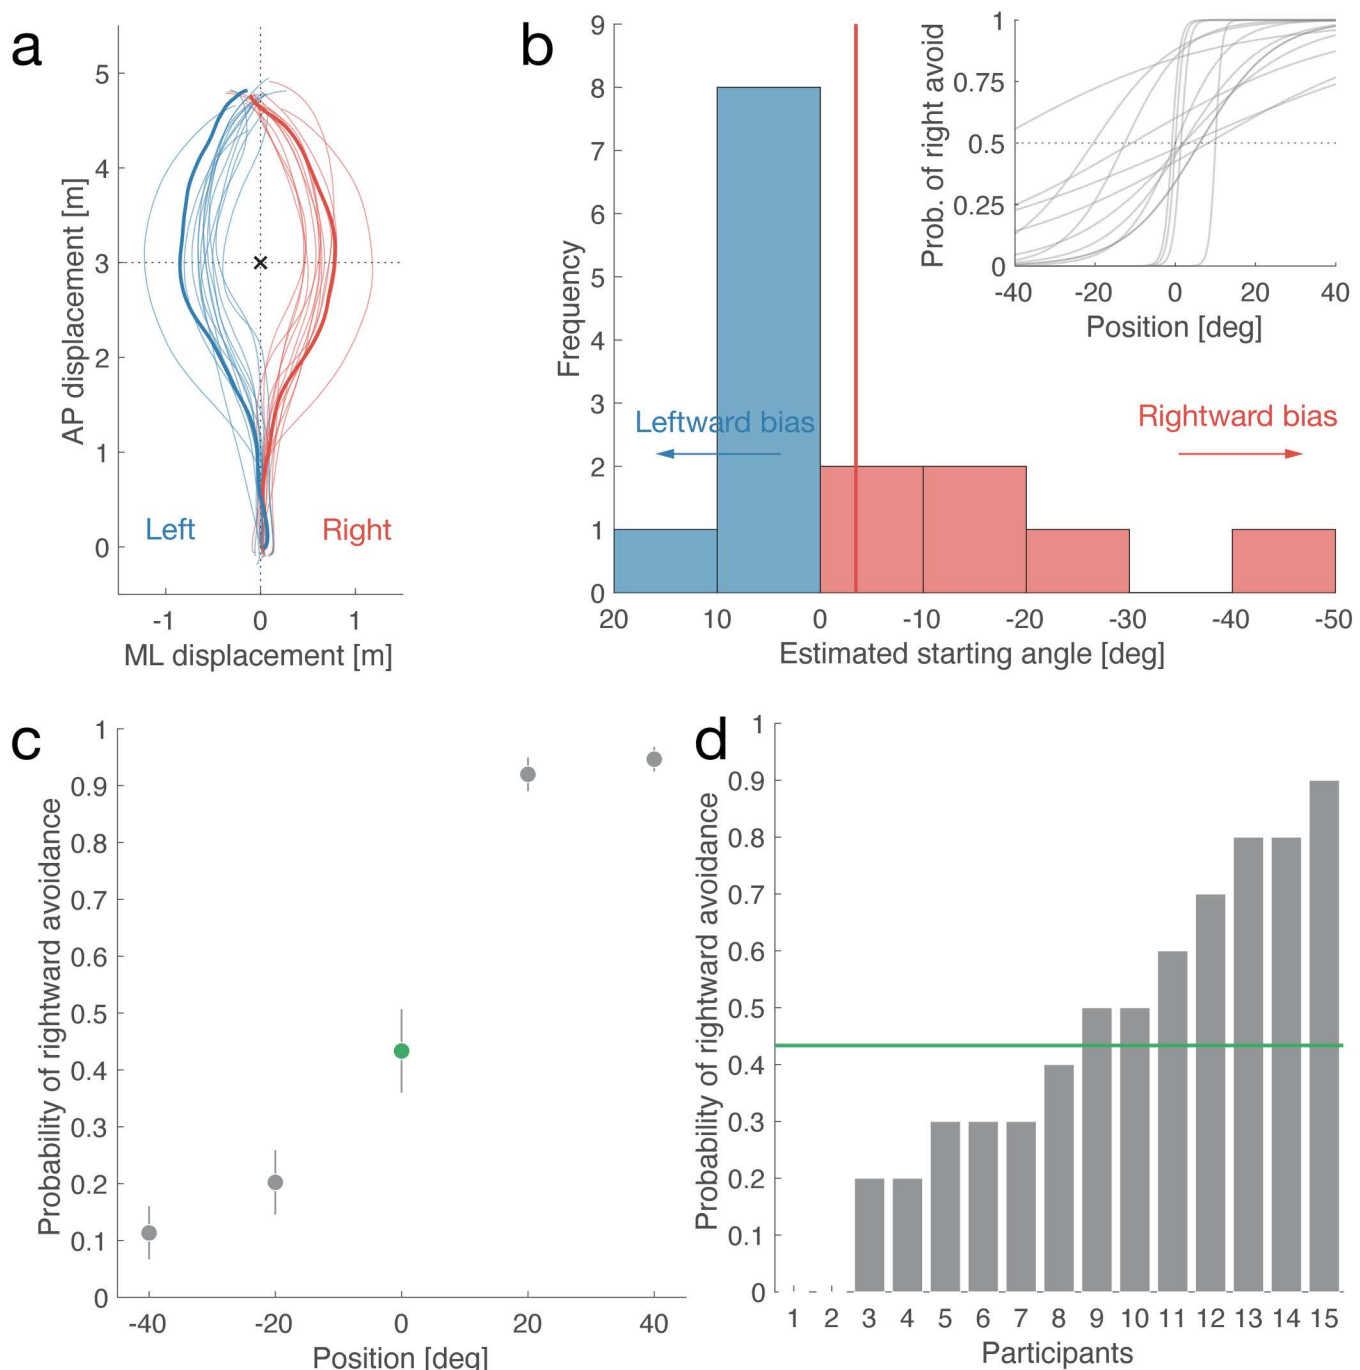 a
AP displacement [m]
5
4
3
2
1
0
Left
Right
-1 0 1
ML displacement [m]
b
Frequency
9
8
7
6
5
4
3
2
1
0
Leftward bias
Rightward bias
20 10 0 -10 -20 -30 -40 -50
Estimated starting angle [deg]
Prob. of right avoid
1
0.75
0.5
0.25
0
-40 -20 0 20 40
Position [deg]
c
Probability of rightward avoidance
1
0.9
0.8
0.7
0.6
0.5
0.4
0.3
0.2
0.1
0
-40 -20 0 20 40
Position [deg]
d
Probability of rightward avoidance
1
0.9
0.8
0.7
0.6
0.5
0.4
0.3
0.2
0.1
0
1 2 3 4 5 6 7 8 9 10 11 12 13 14 15
Participants